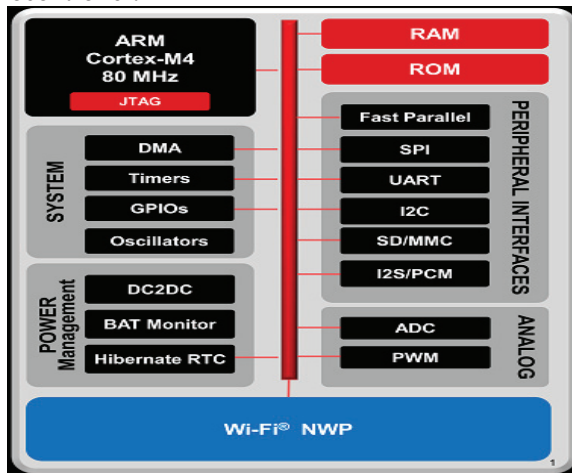 ARM
Cortex-M4
80 MHz
JTAG
RAM
ROM
SYSTEM
DMA
Timers
GPIOs
Oscillators
POWER
Management
DC2DC
BAT Monitor
Hibernate RTC
Fast Parallel
SPI
UART
I2C
SD/MMC
I2S/PCM
PERIPHERAL INTERFACES
ADC
PWM
ANALOG
Wi-Fi® NWP
1